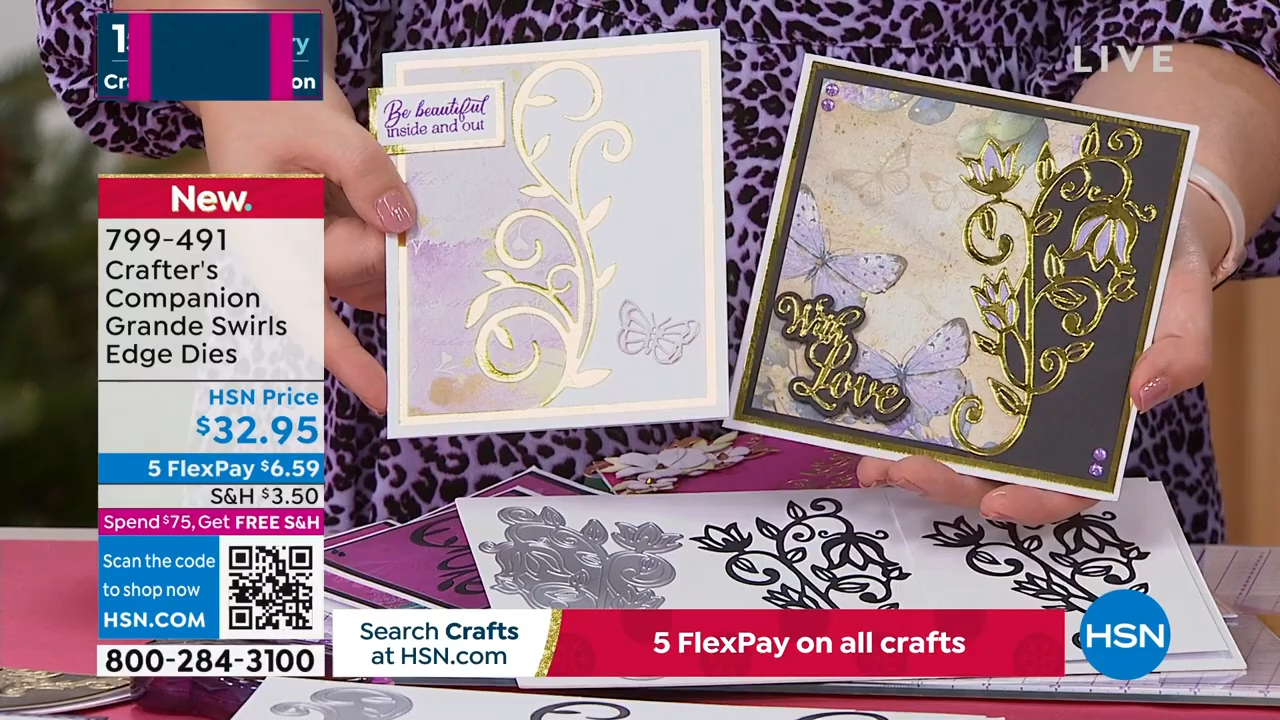 LIVE
Be beautiful
inside and out
With
Love
New.
799-491
Crafter's
Companion
Grande Swirls
Edge Dies
HSN Price
$32.95
5 FlexPay $6.59
S&H $3.50
Spend $75, Get FREE S&H
Scan the code
to shop now
HSN.COM
800-284-3100
Search Crafts
at HSN.com
5 FlexPay on all crafts
HSN